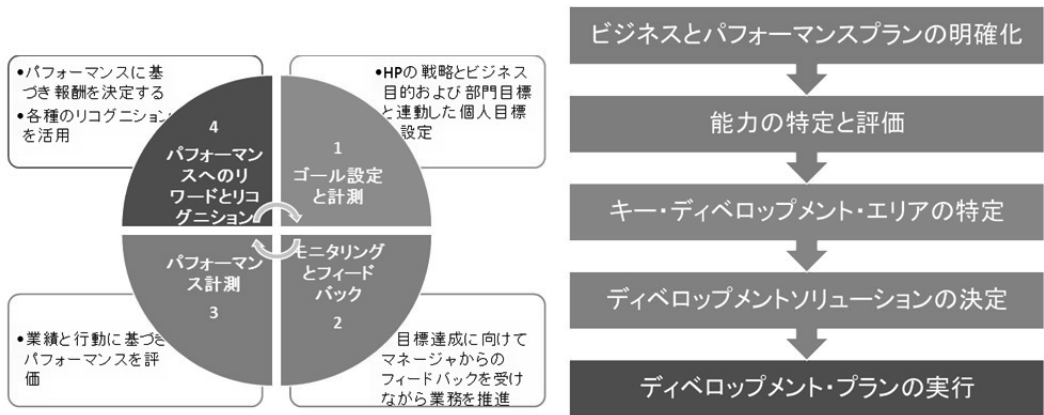 •パフォーマンスに基
づき報酬を決定する
•各種のリコグニション
を活用
•HPの戦略とビジネス
目的および部門目標
と連動した個人目標
設定
4
パフォーマン
スへのリ
ワードとリコ
グニション
1
ゴール設定
と計測
パフォーマン
ス計測
3
モニタリング
とフィード
バック
2
•業績と行動に基づき
パフォーマンスを評
価
目標達成に向けて
マネージャからの
フィードバックを受け
ながら業務を推進
ビジネスとパフォーマンスプランの明確化
能力の特定と評価
キー・ディベロップメント・エリアの特定
ディベロップメントソリューションの決定
ディベロップメント・プランの実行